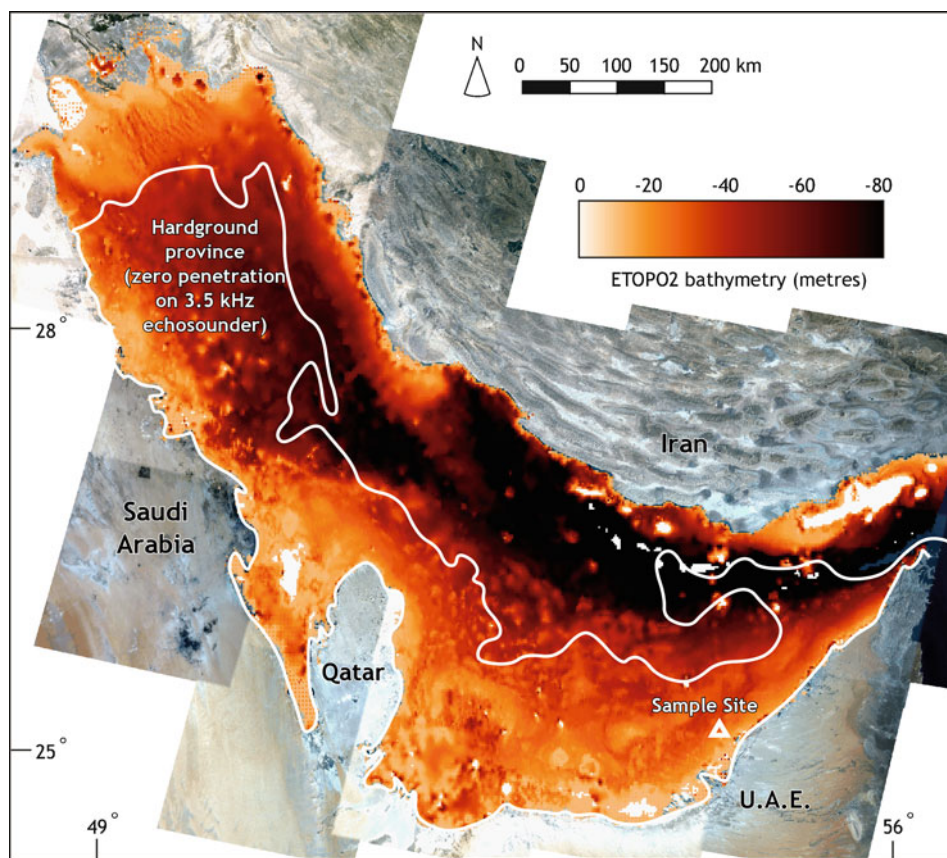 N
0 50 100 150 200 km
0 -20 -40 -60 -80
ETOPO2 bathymetry (metres)
Hardground
province
(zero penetration
on 3.5 kHz
echosounder)
28°
Iran
Saudi
Arabia
Qatar
Sample Site
25°
U.A.E.
49°
56°